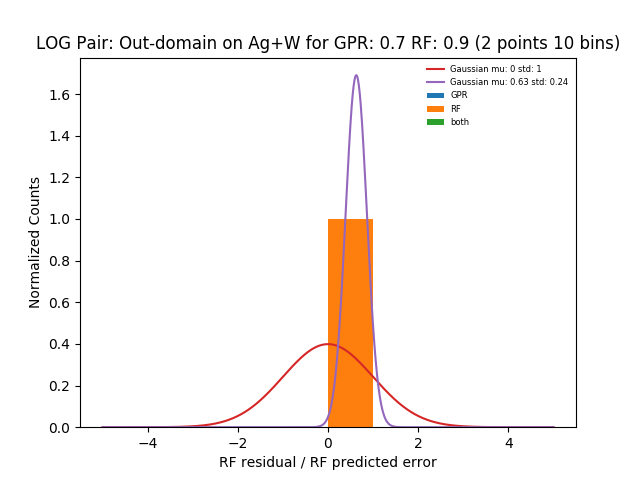 LOG Pair: Out-domain on Ag+W for GPR: 0.7 RF: 0.9 (2 points 10 bins)
Gaussian mu: 0 std: 1
Gaussian mu: 0.63 std: 0.24
GPR
RF
both
Normalized Counts
1.6
1.4
1.2
1.0
0.8
0.6
0.4
0.2
0.0
−4 −2 0 2 4
RF residual / RF predicted error